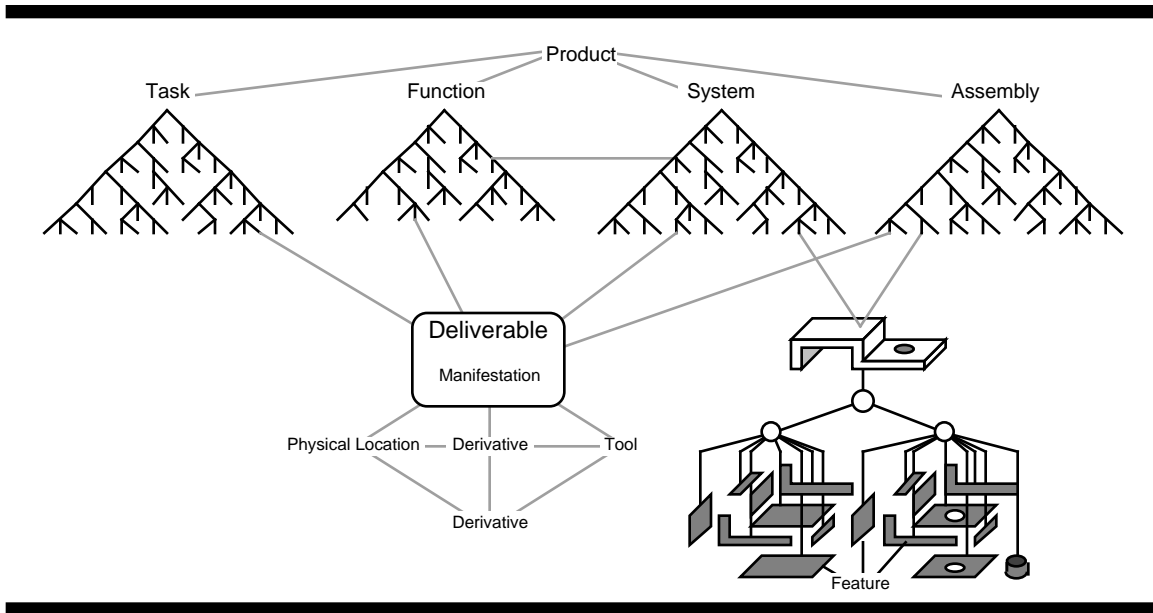 Product
Task
Function
System
Assembly
Deliverable
Manifestation
Physical Location
Derivative
Tool
Derivative
Feature